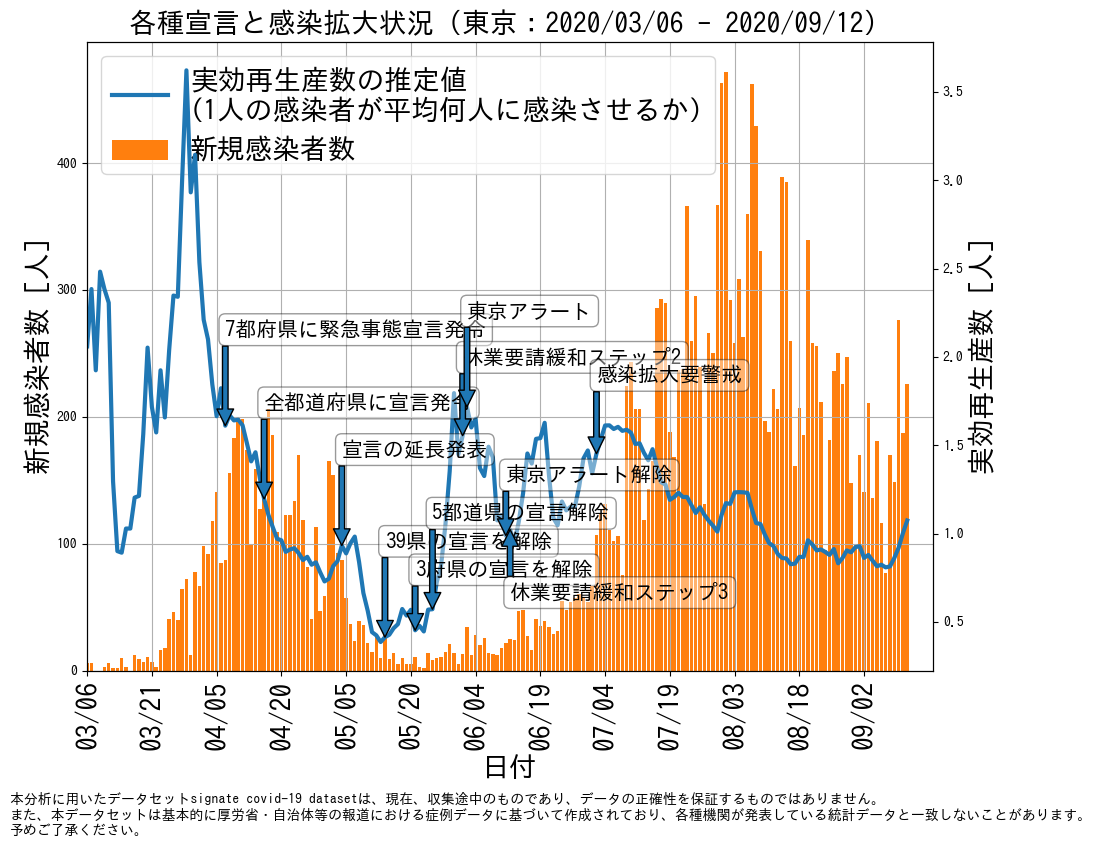 各種宣言と感染拡大状況 (東京：2020/03/06 - 2020/09/12)
実効再生産数の推定値
(1人の感染者が平均何人に感染させるか)
新規感染者数
新規感染者数 [人]
400
300
200
100
0
3.5
3.0
2.5
2.0
1.5
1.0
0.5
実効再生産数 [人]
東京アラート
7都府県に緊急事態宣言発令
休業要請緩和ステップ2
感染拡大要警戒
全都道府県に宣言発令
宣言の延長発表
東京アラート解除
5都道県の宣言解除
39県の宣言を解除
3府県の宣言を解除
休業要請緩和ステップ3
03/06
03/21
04/05
04/20
05/05
05/20
06/04
06/19
07/04
07/19
08/03
08/18
09/02
日付
本分析に用いたデータセットsignate covid-19 datasetは、現在、収集途中のものであり、データの正確性を保証するものではありません。
また、本データセットは基本的に厚労省・自治体等の報道における症例データに基づいて作成されており、各種機関が発表している統計データと一致しないことがあります。
予めご了承ください。